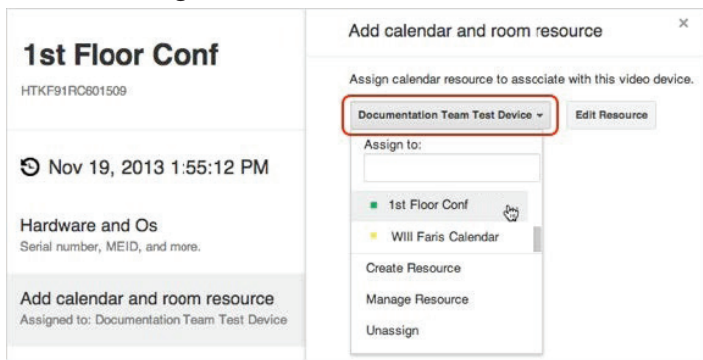 1st Floor Conf
HTKF91RC601509
Nov 19, 2013 1:55:12 PM
Hardware and Os
Serial number, MEID, and more.
Add calendar and room resource
Assigned to: Documentation Team Test Device
Add calendar and room resource
×
Assign calendar resource to associate with this video device.
Documentation Team Test Device
Edit Resource
Assign to:
1st Floor Conf
WIll Faris Calendar
Create Resource
Manage Resource
Unassign